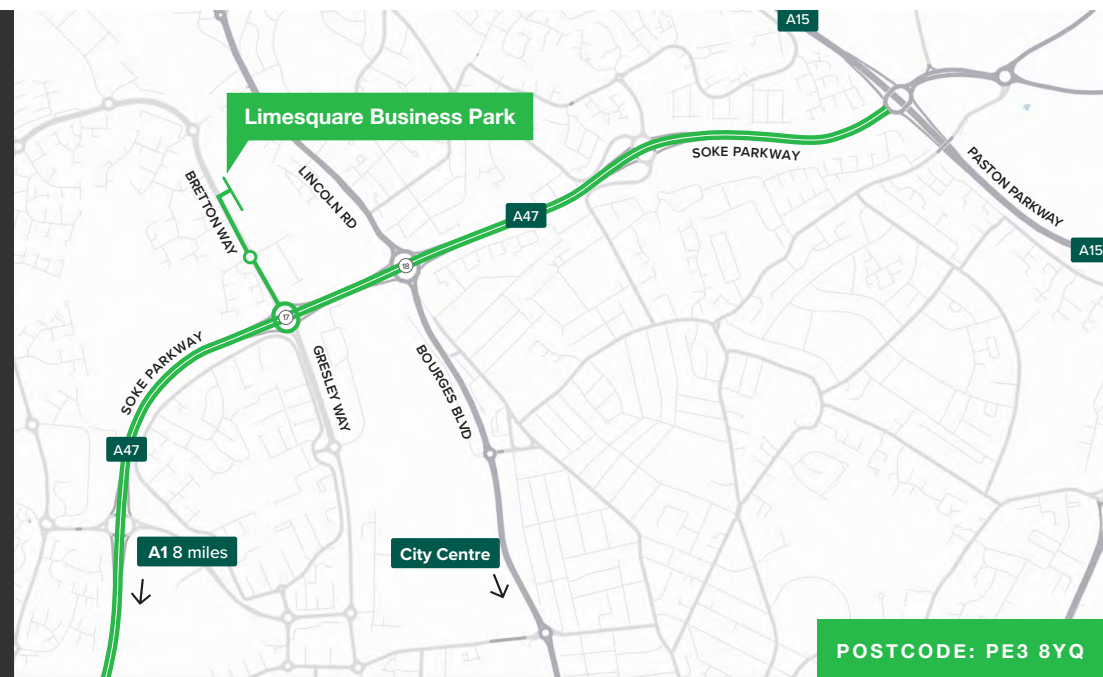 A15
Limesquare Business Park
SOKE PARKWAY
PASTON PARKWAY
LINCOLN RD
BRETTON WAY
A47
A15
18
17
SOKE PARKWAY
GRESLEY WAY
BOURGES BLVD
A47
A1 8 miles
City Centre
POSTCODE: PE3 8YQ